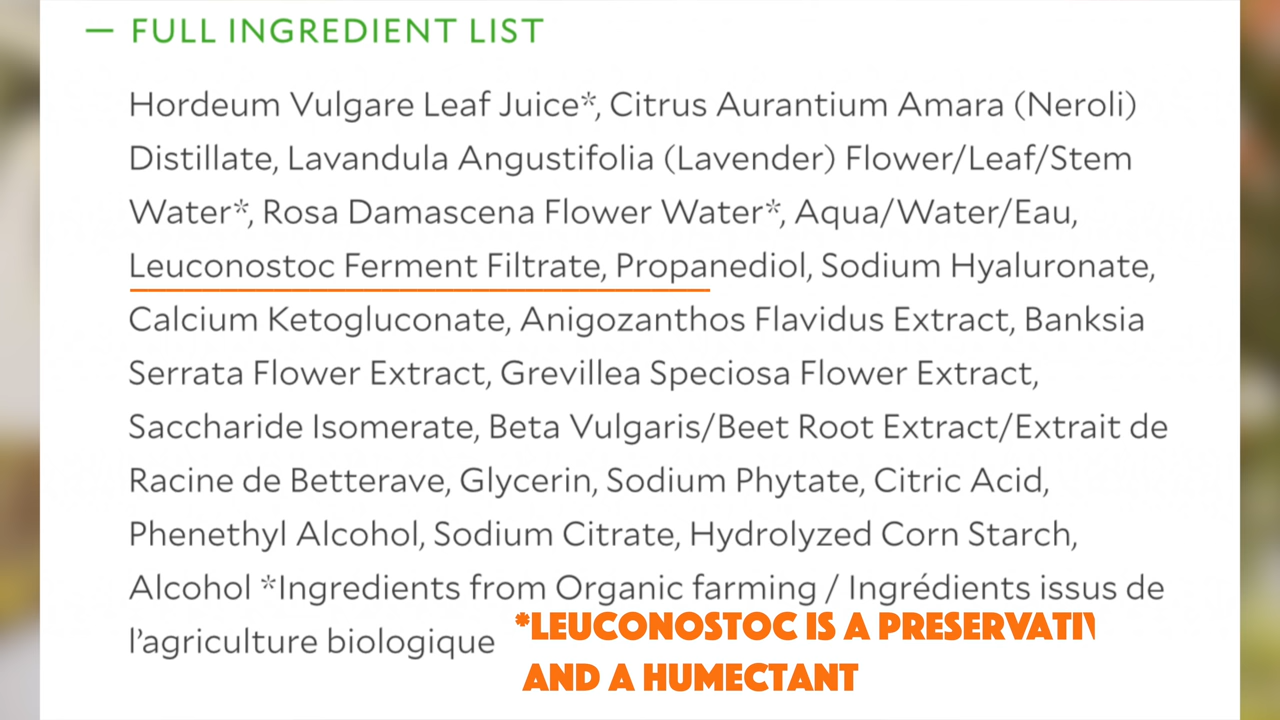 — FULL INGREDIENT LIST
Hordeum Vulgare Leaf Juice*, Citrus Aurantium Amara (Neroli)
Distillate, Lavandula Angustifolia (Lavender) Flower/Leaf/Stem
Water*, Rosa Damascena Flower Water*, Aqua/Water/Eau,
Leuconostoc Ferment Filtrate, Propanediol, Sodium Hyaluronate,
Calcium Ketogluconate, Anigozanthos Flavidus Extract, Banksia
Serrata Flower Extract, Grevillea Speciosa Flower Extract,
Saccharide Isomerate, Beta Vulgaris/Beet Root Extract/Extrait de
Racine de Betterave, Glycerin, Sodium Phytate, Citric Acid,
Phenethyl Alcohol, Sodium Citrate, Hydrolyzed Corn Starch,
Alcohol *Ingredients from Organic farming / Ingrédients issus de
l’agriculture biologique
*LEUCONOSTOC IS A PRESERVATIV
AND A HUMECTANT